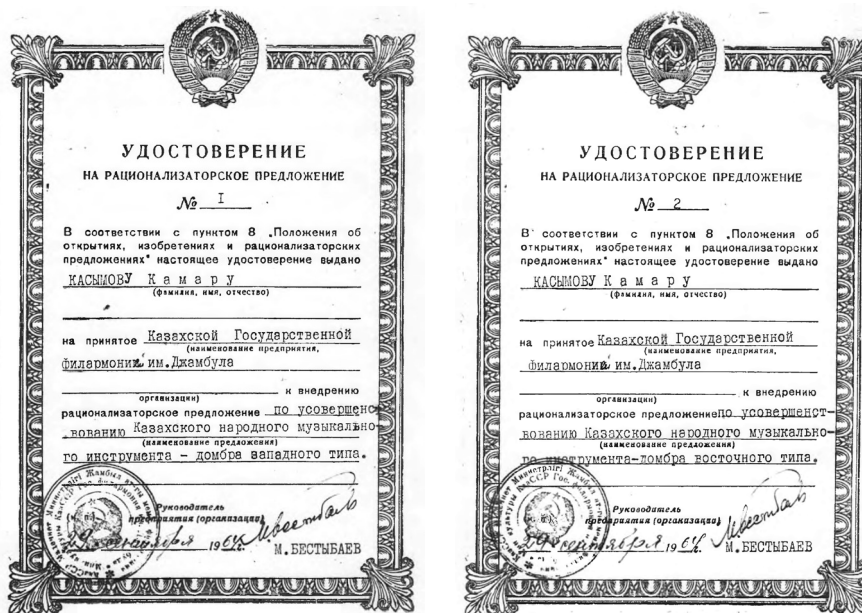 УДОСТОВЕРЕНИЕ
НА РАЦИОНАЛИЗАТОРСКОЕ ПРЕДЛОЖЕНИЕ
№ I
В соответствии с пунктом 8 „Положения об
открытиях, изобретениях и рационализаторских
предложениях" настоящее удостоверение выдано
КАСЫМОВУ Камару
(фамилия, имя, отчество)
на принятое Казахской Государственной
(наименование предприятия,
филармонии им.Джамбула
организации) к внедрению
рационализаторское предложение по усоверщенс
вованию Казахского народного музыкально-
(наименование предложения)
го инструмента - домбра западного типа.
Руководитель
предприятия (организации)
29 сентября 1964
М.БЕСТЫБАЕВ
УДОСТОВЕРЕНИЕ
НА РАЦИОНАЛИЗАТОРСКОЕ ПРЕДЛОЖЕНИЕ
№ 2
В соответствии с пунктом 8 „Положения об
открытиях, изобретениях и рационализаторских
предложениях" настоящее удостоверение выдано
КАСЫМОВУ Камару
(фамилия, имя, отчество)
на принятое Казахской Государственной
(наименование предприятия,
филармонии им.Джамбула
организации) к внедрению
рационализаторское предложение по усовершенст-
вованию Казахского народного музыкально-
(наименование предложения)
го инструмента-домбра восточного типа.
Руководитель
предприятия (организации)
29 сентября 1964
М.БЕСТЫБАЕВ